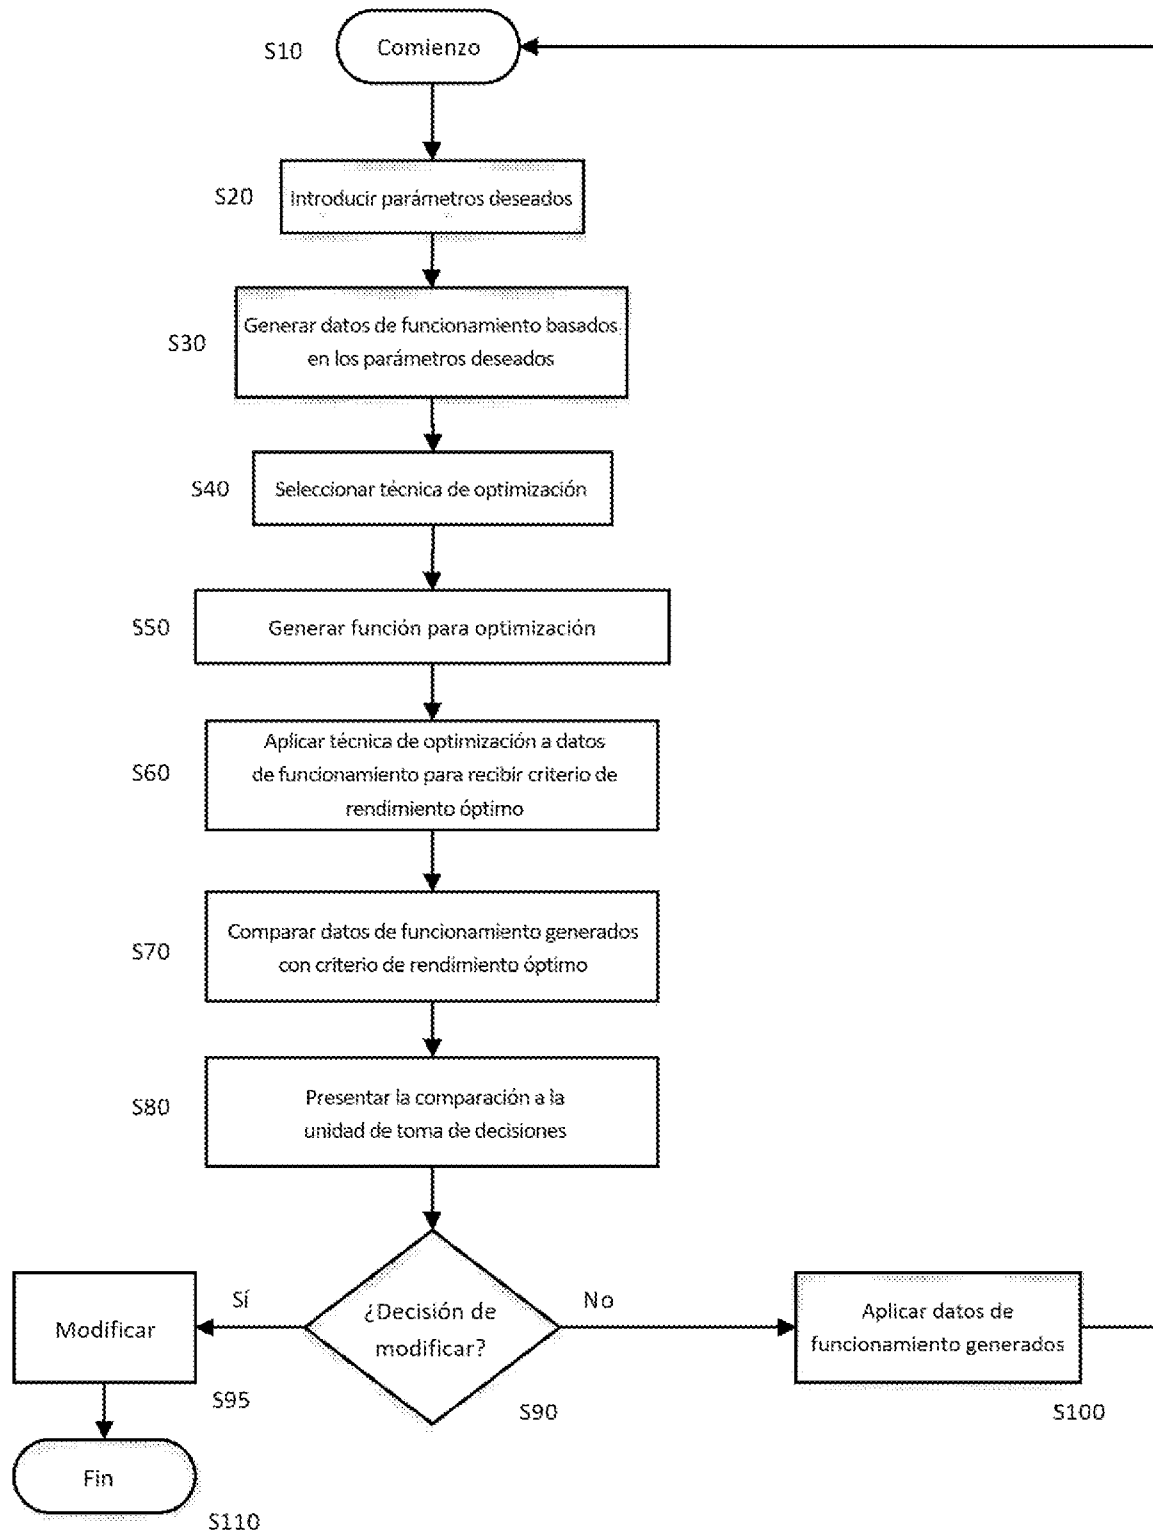 S10
Comienzo
S20
Introducir parámetros deseados
S30
Generar datos de funcionamiento basados
en los parámetros deseados
S40
Seleccionar técnica de optimización
S50
Generar función para optimización
S60
Aplicar técnica de optimización a datos
de funcionamiento para recibir criterio de
rendimiento óptimo
S70
Comparar datos de funcionamiento generados
con criterio de rendimiento óptimo
S80
Presentar la comparación a la
unidad de toma de decisiones
¿Decisión de
modificar?
S90
Sí
No
Modificar
S95
Aplicar datos de
funcionamiento generados
S100
Fin
S110